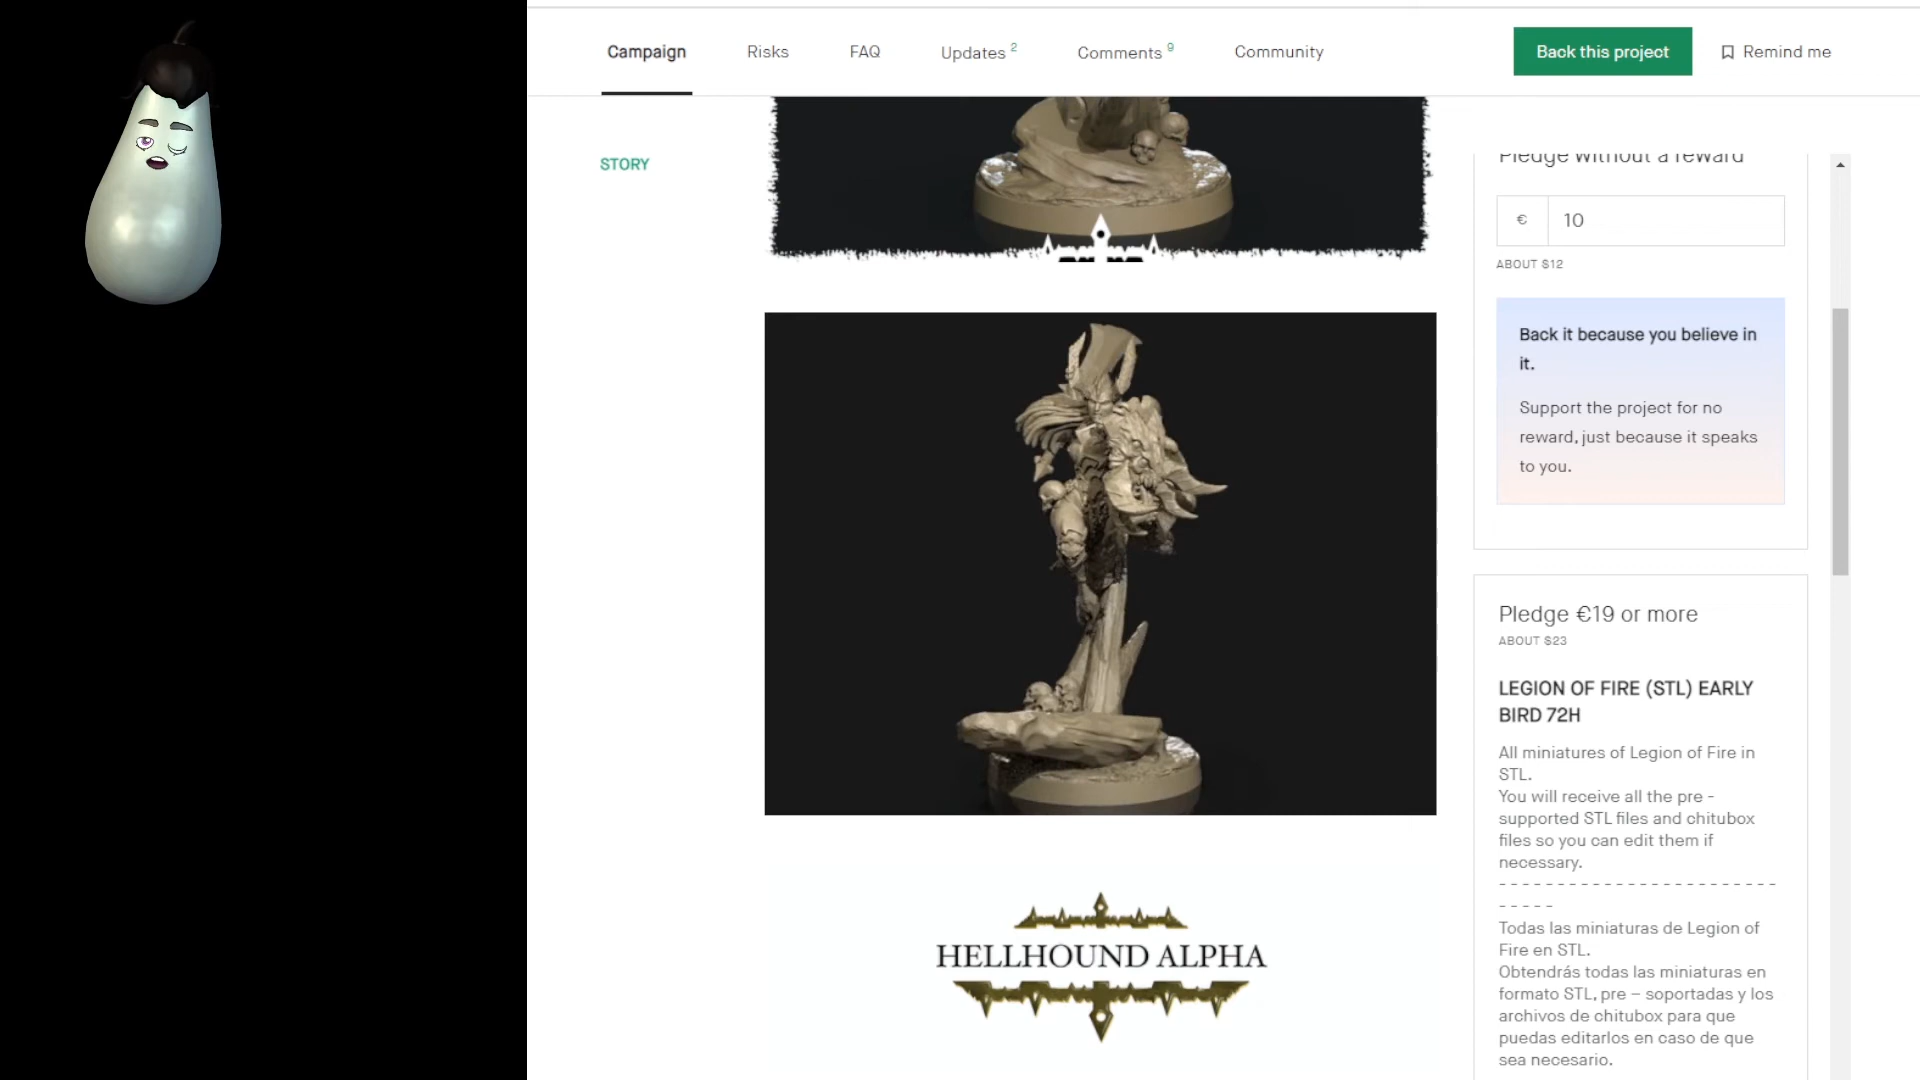 Campaign
Risks
FAQ
Updates 2
Comments 9
Community
Back this project
Remind me
STORY
Pledge without a reward
€ 10
ABOUT $12
Back it because you believe in
it.
Support the project for no
reward, just because it speaks
to you.
Pledge €19 or more
ABOUT $23
LEGION OF FIRE (STL) EARLY
BIRD 72H
All miniatures of Legion of Fire in
STL.
You will receive all the pre -
supported STL files and chitubox
files so you can edit them if
necessary.
- - - - - - - - - - - - - - - - - - - - - - - -
- - - - -
Todas las miniaturas de Legion of
Fire en STL.
Obtendrás todas las miniaturas en
formato STL, pre – soportadas y los
archivos de chitubox para que
puedas editarlos en caso de que
sea necesario.
HELLHOUND ALPHA